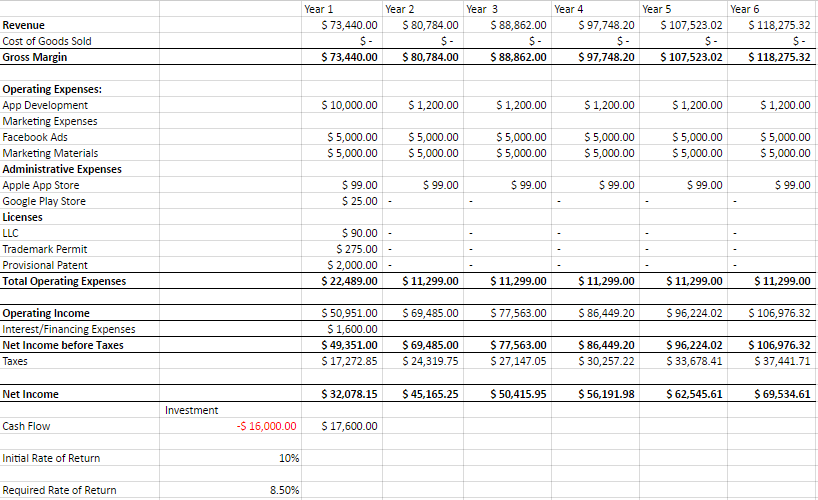 Year 1 Year 2 Year 3 Year 4 Year 5 Year 6
Revenue $ 73,440.00 $ 80,784.00 $ 88,862.00 $ 97,748.20 $ 107,523.02 $ 118,275.32
Cost of Goods Sold $ - $ - $ - $ - $ - $ -
Gross Margin $ 73,440.00 $ 80,784.00 $ 88,862.00 $ 97,748.20 $ 107,523.02 $ 118,275.32
Operating Expenses:
App Development $ 10,000.00 $ 1,200.00 $ 1,200.00 $ 1,200.00 $ 1,200.00 $ 1,200.00
Marketing Expenses
Facebook Ads $ 5,000.00 $ 5,000.00 $ 5,000.00 $ 5,000.00 $ 5,000.00 $ 5,000.00
Marketing Materials $ 5,000.00 $ 5,000.00 $ 5,000.00 $ 5,000.00 $ 5,000.00 $ 5,000.00
Administrative Expenses
Apple App Store $ 99.00 $ 99.00 $ 99.00 $ 99.00 $ 99.00 $ 99.00
Google Play Store $ 25.00 - - - - -
Licenses
LLC $ 90.00 - - - - -
Trademark Permit $ 275.00 - - - - -
Provisional Patent $ 2,000.00 - - - - -
Total Operating Expenses $ 22,489.00 $ 11,299.00 $ 11,299.00 $ 11,299.00 $ 11,299.00 $ 11,299.00
Operating Income $ 50,951.00 $ 69,485.00 $ 77,563.00 $ 86,449.20 $ 96,224.02 $ 106,976.32
Interest/Financing Expenses $ 1,600.00
Net Income before Taxes $ 49,351.00 $ 69,485.00 $ 77,563.00 $ 86,449.20 $ 96,224.02 $ 106,976.32
Taxes $ 17,272.85 $ 24,319.75 $ 27,147.05 $ 30,257.22 $ 33,678.41 $ 37,441.71
Net Income $ 32,078.15 $ 45,165.25 $ 50,415.95 $ 56,191.98 $ 62,545.61 $ 69,534.61
Investment
Cash Flow -$ 16,000.00 $ 17,600.00
Initial Rate of Return 10%
Required Rate of Return 8.50%